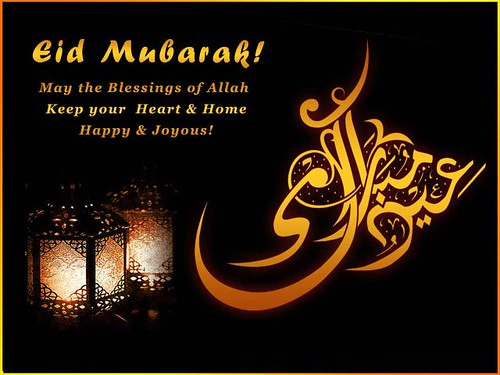 Eid Mubarak!
May the Blessings of Allah
Keep your Heart & Home
Happy & Joyous!
عيد مبارك